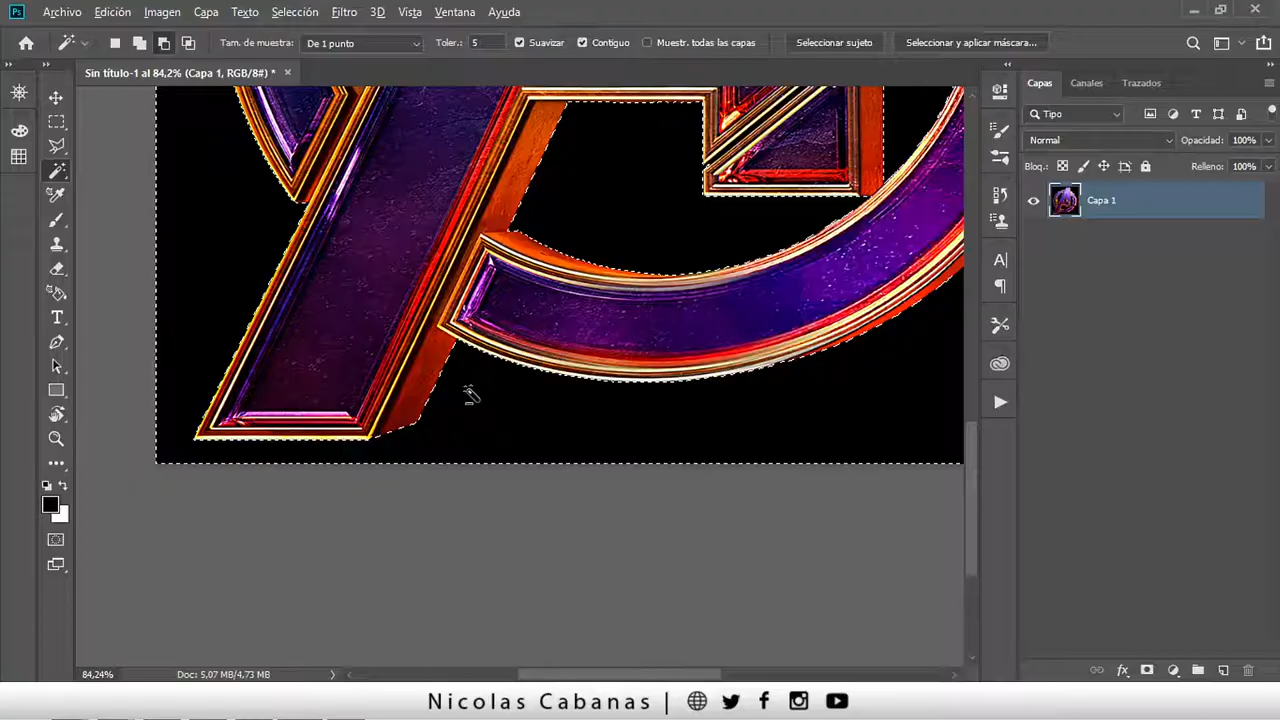 Ps Archivo Edición Imagen Capa Texto Selección Filtro 3D Vista Ventana Ayuda
Tam. de muestra: De 1 punto Toler.: 5 Suavizar Contiguo Muestr. todas las capas Seleccionar sujeto Seleccionar y aplicar máscara...
Sin título-1 al 84,2% (Capa 1, RGB/8#) *
Capas Canales Trazados
Tipo
Normal Opacidad: 100%
Bloq.: Relleno: 100%
Capa 1
84,24% Doc: 5,07 MB/4,73 MB
Nicolas Cabanas |